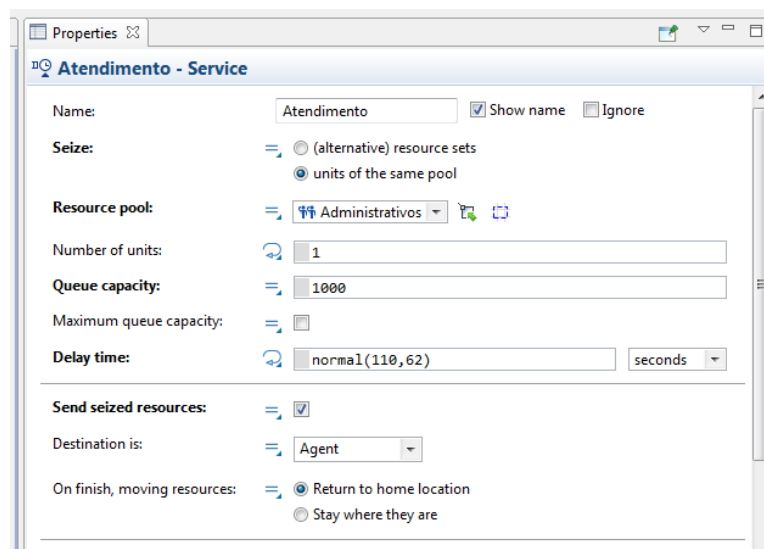 Properties
Atendimento - Service
Name: Atendimento Show name Ignore
Seize: (alternative) resource sets
units of the same pool
Resource pool: Administrativos
Number of units: 1
Queue capacity: 1000
Maximum queue capacity:
Delay time: normal(110,62) seconds
Send seized resources:
Destination is: Agent
On finish, moving resources: Return to home location
Stay where they are